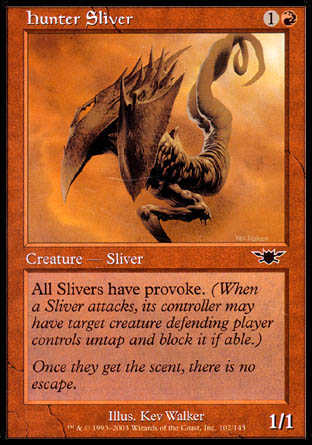 Hunter Sliver 1
KEV WALKER
Creature — Sliver
All Slivers have provoke. (When
a Sliver attacks, its controller may
have target creature defending player
controls untap and block it if able.)
Once they get the scent, there is no
escape.
Illus. Kev Walker
™ & © 1993–2003 Wizards of the Coast, Inc. 102/145
1/1